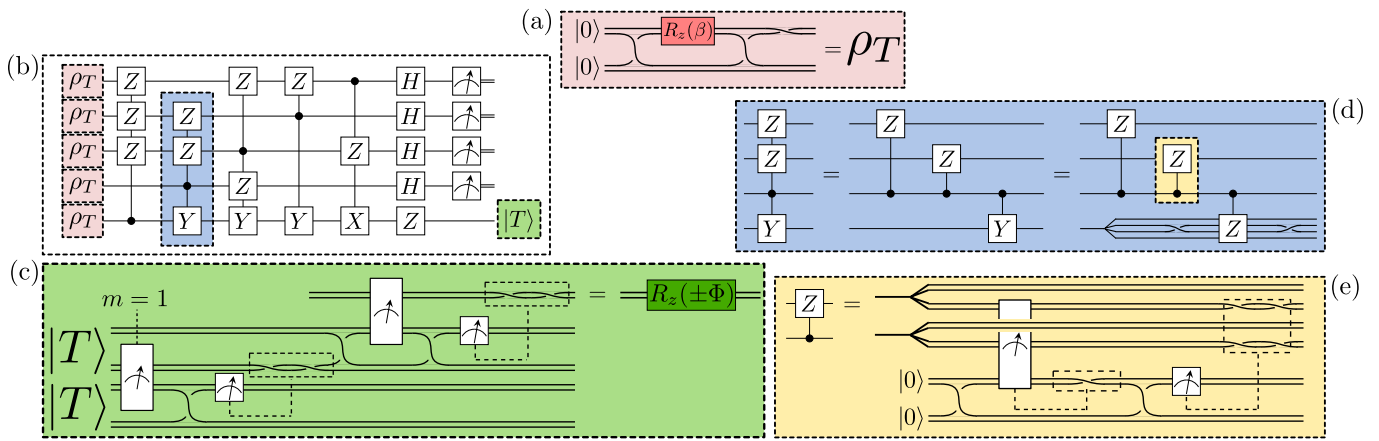 (a)
|0⟩ R_z(β)
|0⟩ = ρ_T
(b)
ρ_T Z Z Z H
ρ_T Z Z H
ρ_T Z Z Z H
ρ_T Z H
ρ_T Y Y Y X Z |T⟩
(d)
Z Z Z
Z = Z = Z
Y Y Z
(c)
m = 1
= R_z(±Φ)
|T⟩
|T⟩
(e)
Z =
|0⟩
|0⟩